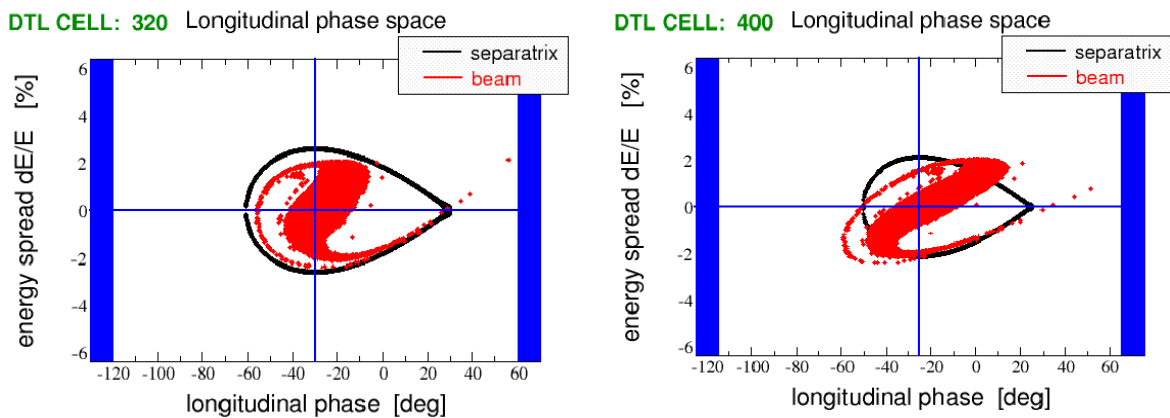 DTL CELL: 320 Longitudinal phase space
separatrix
beam
energy spread dE/E [%]
6
4
2
0
-2
-4
-6
-120 -100 -80 -60 -40 -20 0 20 40 60
longitudinal phase [deg]
DTL CELL: 400 Longitudinal phase space
separatrix
beam
energy spread dE/E [%]
6
4
2
0
-2
-4
-6
-120 -100 -80 -60 -40 -20 0 20 40 60
longitudinal phase [deg]